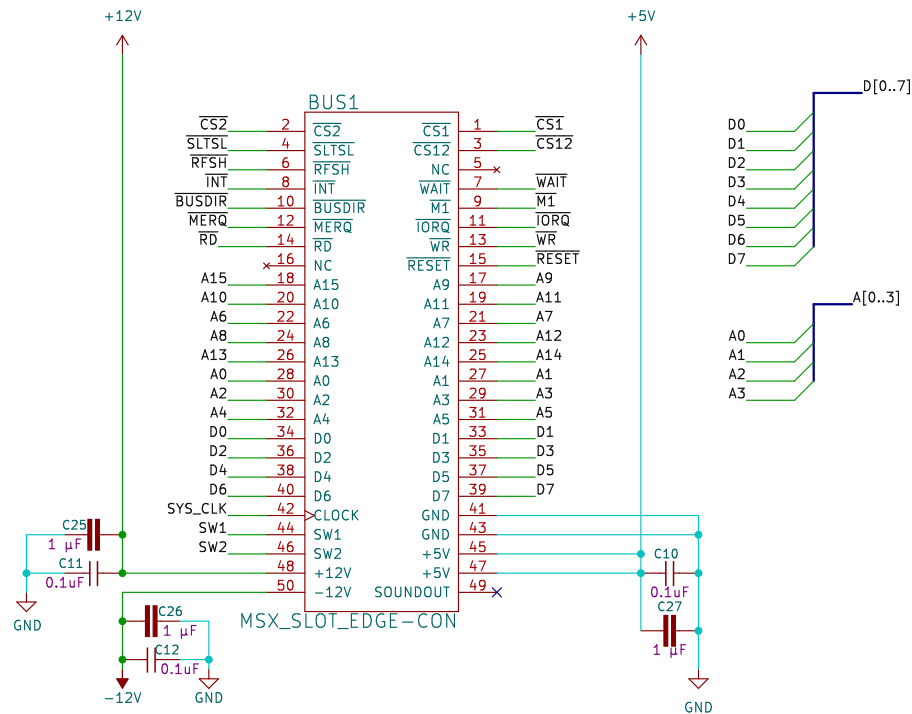 +12V
+5V
D[0..7]
BUS1
CS2 2 CS2 CS1 1 CS1
SLTSL 4 SLTSL CS12 3 CS12
RFSH 6 RFSH NC 5
INT 8 INT WAIT 7 WAIT
BUSDIR 10 BUSDIR M1 9 M1
MERQ 12 MERQ IORQ 11 IORQ
RD 14 RD WR 13 WR
16 NC RESET 15 RESET
A15 18 A15 A9 17 A9
A10 20 A10 A11 19 A11
A6 22 A6 A7 21 A7
A8 24 A8 A12 23 A12
A13 26 A13 A14 25 A14
A0 28 A0 A1 27 A1
A2 30 A2 A3 29 A3
A4 32 A4 A5 31 A5
D0 34 D0 D1 33 D1
D2 36 D2 D3 35 D3
D4 38 D4 D5 37 D5
D6 40 D6 D7 39 D7
SYS_CLK 42 CLOCK GND 41
SW1 44 SW1 GND 43
SW2 46 SW2 +5V 45
48 +12V +5V 47
50 -12V SOUNDOUT 49
MSX_SLOT_EDGE-CON
D0
D1
D2
D3
D4
D5
D6
D7
A[0..3]
A0
A1
A2
A3
C25
1 µF
C11
0.1uF
GND
C26
1 µF
C12
0.1uF
-12V
GND
C10
0.1uF
C27
1 µF
GND